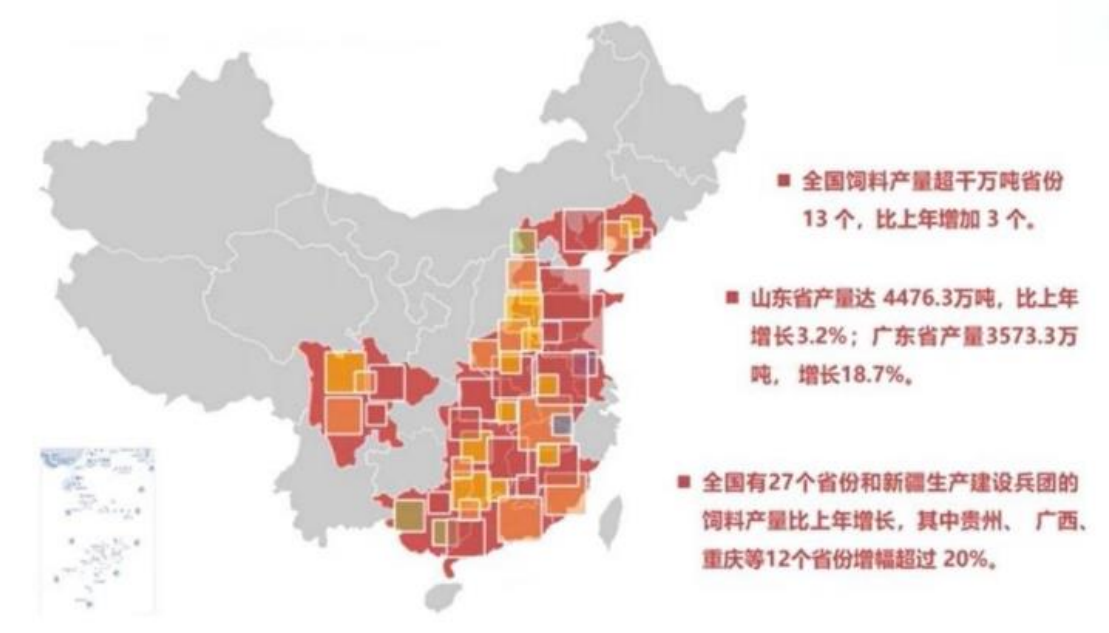 全国饲料产量超千万吨省份
13 个，比上年增加 3 个。
山东省产量达 4476.3万吨，比上年
增长3.2%；广东省产量3573.3万
吨， 增长18.7%。
全国有27个省份和新疆生产建设兵团的
饲料产量比上年增长，其中贵州、 广西、
重庆等12个省份增幅超过 20%。